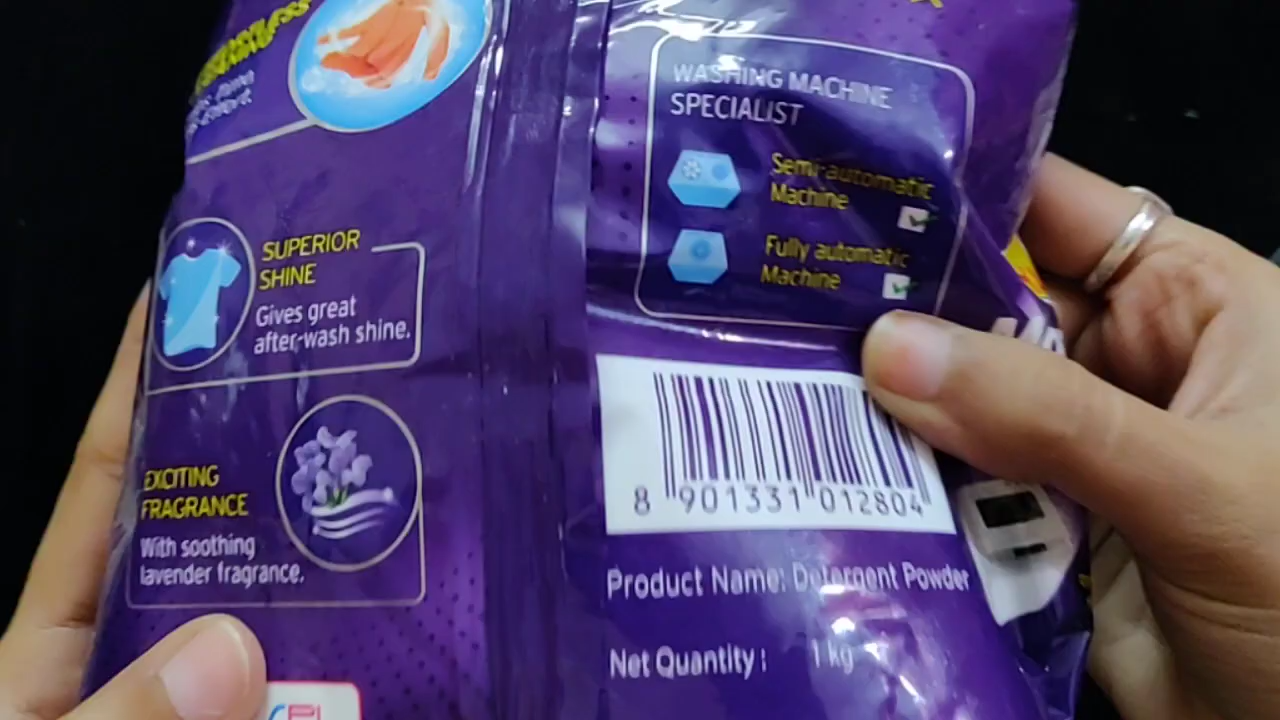 WASHING MACHINE
SPECIALIST
Semi-automatic
Machine
Fully automatic
Machine
SUPERIOR
SHINE
Gives great
after-wash shine.
EXCITING
FRAGRANCE
With soothing
lavender fragrance.
8 901331 012804
Product Name: Detergent Powder
Net Quantity : 1 kg